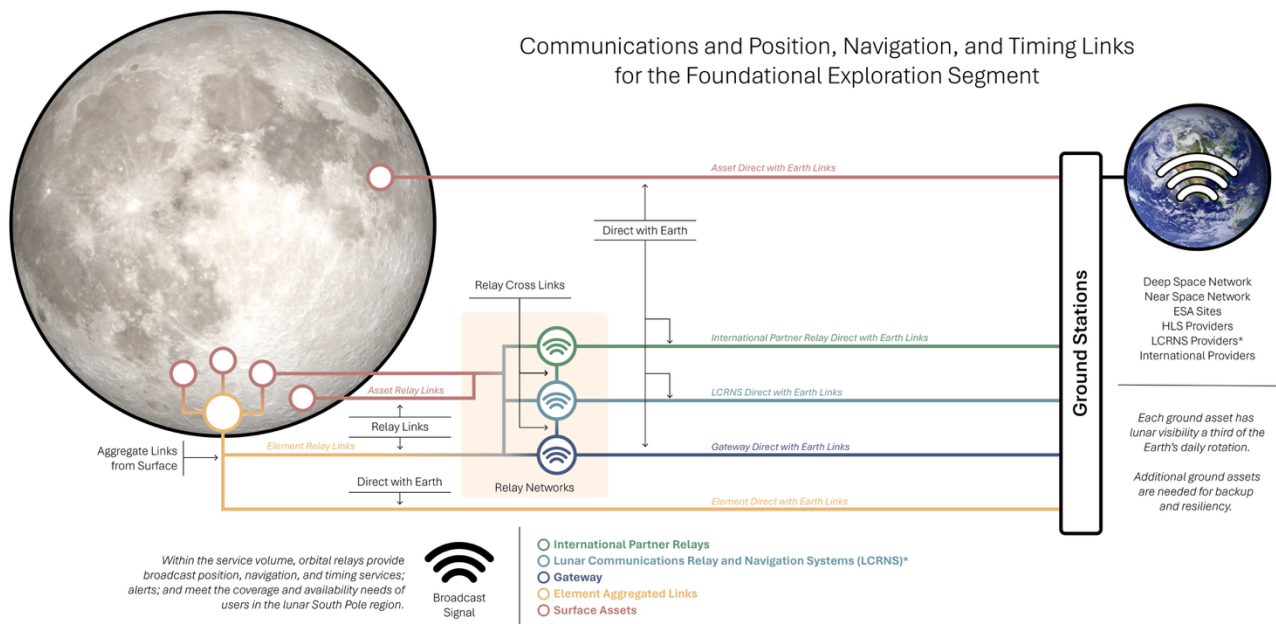 Communications and Position, Navigation, and Timing Links
for the Foundational Exploration Segment
Asset Direct with Earth Links
Direct with Earth
Relay Cross Links
International Partner Relay Direct with Earth Links
Asset Relay Links
LCRNS Direct with Earth Links
Relay Links
Element Relay Links
Gateway Direct with Earth Links
Aggregate Links
from Surface
Direct with Earth
Relay Networks
Element Direct with Earth Links
Ground Stations
Deep Space Network
Near Space Network
ESA Sites
HLS Providers
LCRNS Providers*
International Providers
Each ground asset has
lunar visibility a third of the
Earth's daily rotation.
Additional ground assets
are needed for backup
and resiliency.
Within the service volume, orbital relays provide
broadcast position, navigation, and timing services;
alerts; and meet the coverage and availability needs of
users in the lunar South Pole region.
Broadcast
Signal
International Partner Relays
Lunar Communications Relay and Navigation Systems (LCRNS)*
Gateway
Element Aggregated Links
Surface Assets